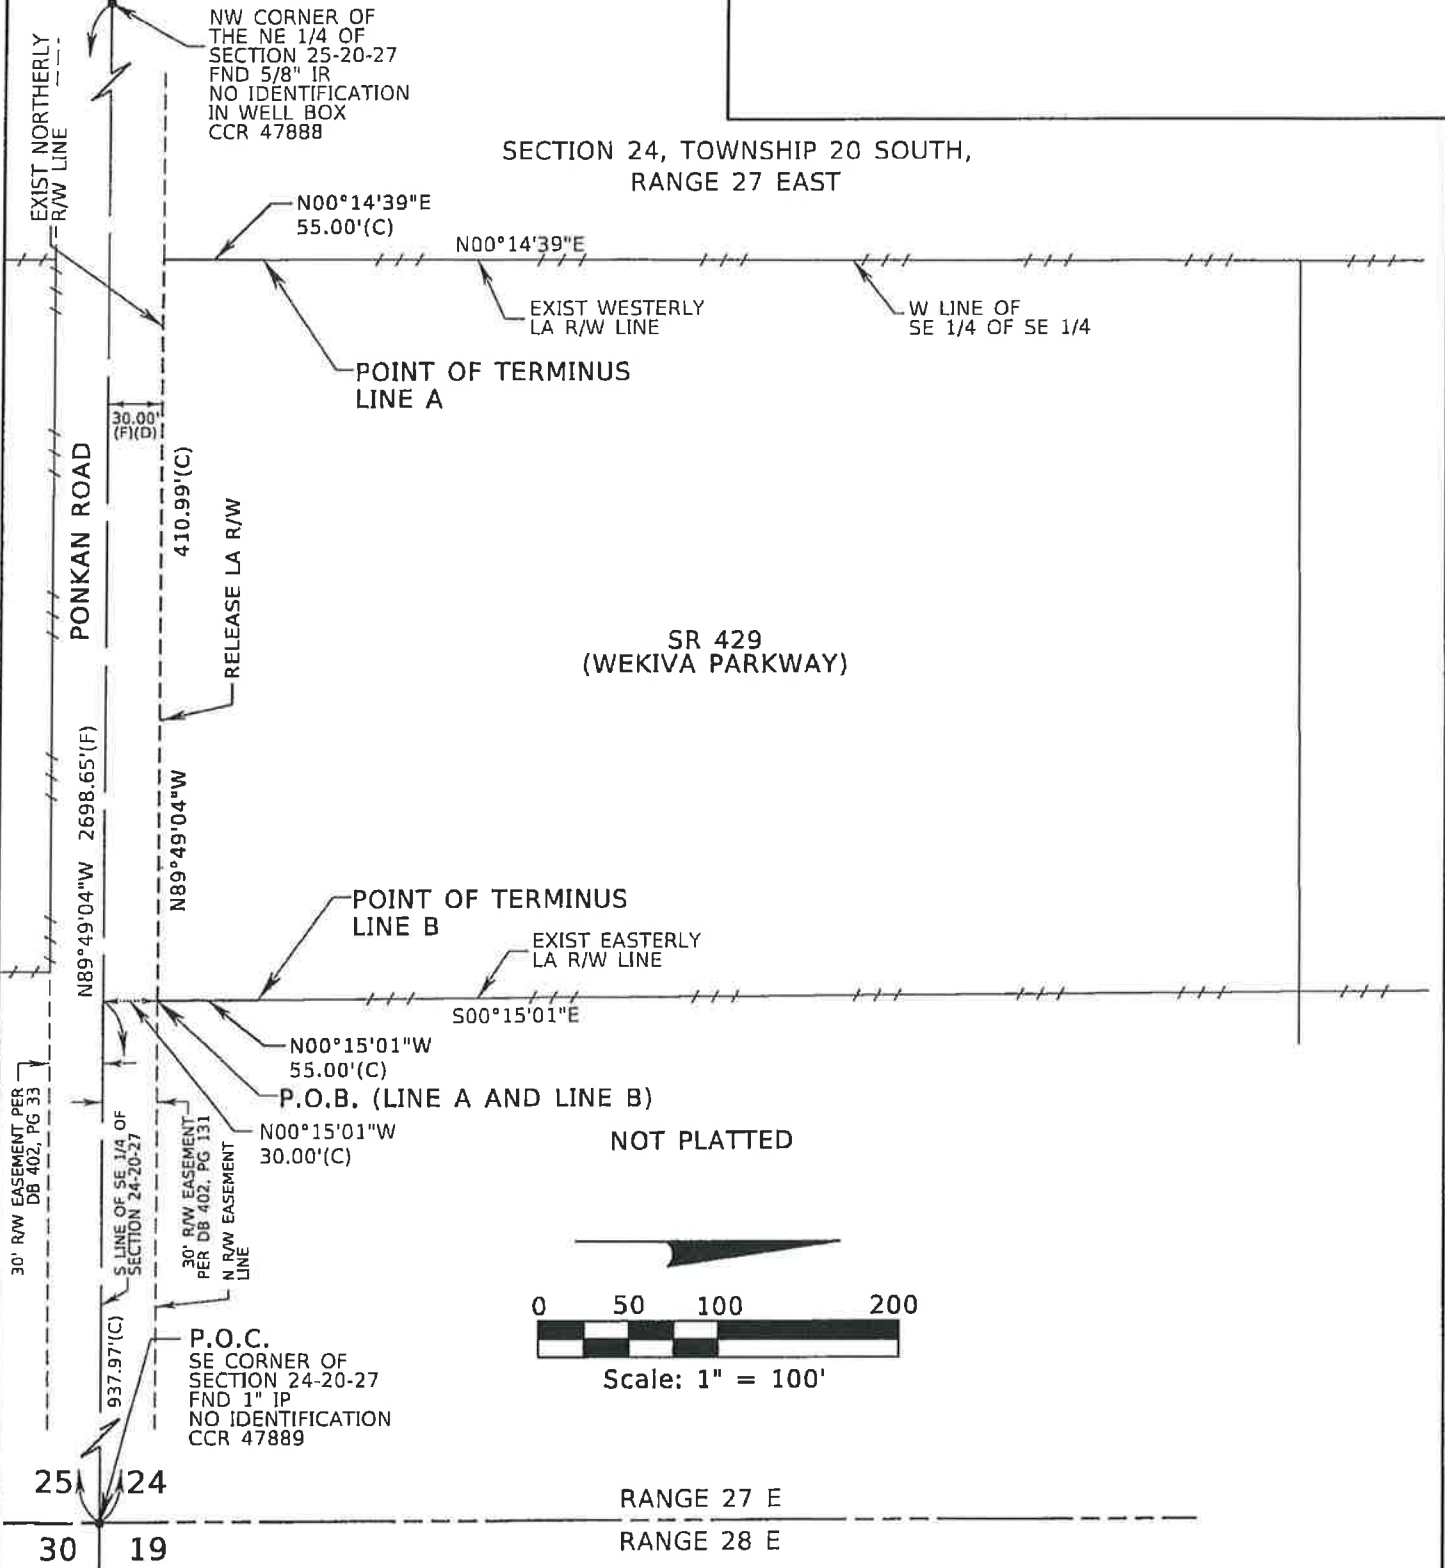 NW CORNER OF
THE NE 1/4 OF
SECTION 25-20-27
FND 5/8" IR
NO IDENTIFICATION
IN WELL BOX
CCR 47888
EXIST NORTHERLY
R/W LINE
SECTION 24, TOWNSHIP 20 SOUTH,
RANGE 27 EAST
N00°14'39"E
55.00'(C)
N00°14'39"E
EXIST WESTERLY
LA R/W LINE
W LINE OF
SE 1/4 OF SE 1/4
POINT OF TERMINUS
LINE A
30.00'
(F)(D)
PONKAN ROAD
410.99'(C)
RELEASE LA R/W
SR 429
(WEKIVA PARKWAY)
N89°49'04"W 2698.65'(F)
N89°49'04"W
POINT OF TERMINUS
LINE B
EXIST EASTERLY
LA R/W LINE
S00°15'01"E
N00°15'01"W
55.00'(C)
P.O.B. (LINE A AND LINE B)
N00°15'01"W
30.00'(C)
NOT PLATTED
30' R/W EASEMENT PER
DB 402, PG 33
S LINE OF SE 1/4 OF
SECTION 24-20-27
30' R/W EASEMENT
PER DB 402, PG 131
N R/W EASEMENT
LINE
0 50 100 200
Scale: 1" = 100'
937.97'(C)
P.O.C.
SE CORNER OF
SECTION 24-20-27
FND 1" IP
NO IDENTIFICATION
CCR 47889
25 24
RANGE 27 E
RANGE 28 E
30 19